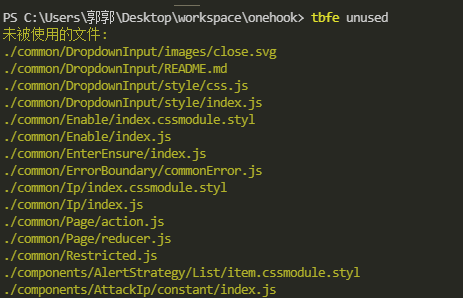 PS C:\Users\郭郭\Desktop\workspace\onehook> tbfe unused
未被使用的文件:
./common/DropdownInput/images/close.svg
./common/DropdownInput/README.md
./common/DropdownInput/style/css.js
./common/DropdownInput/style/index.js
./common/Enable/index.cssmodule.styl
./common/Enable/index.js
./common/EnterEnsure/index.js
./common/ErrorBoundary/commonError.js
./common/Ip/index.cssmodule.styl
./common/Ip/index.js
./common/Page/action.js
./common/Page/reducer.js
./common/Restricted.js
./components/AlertStrategy/List/item.cssmodule.styl
./components/AttackIp/constant/index.js